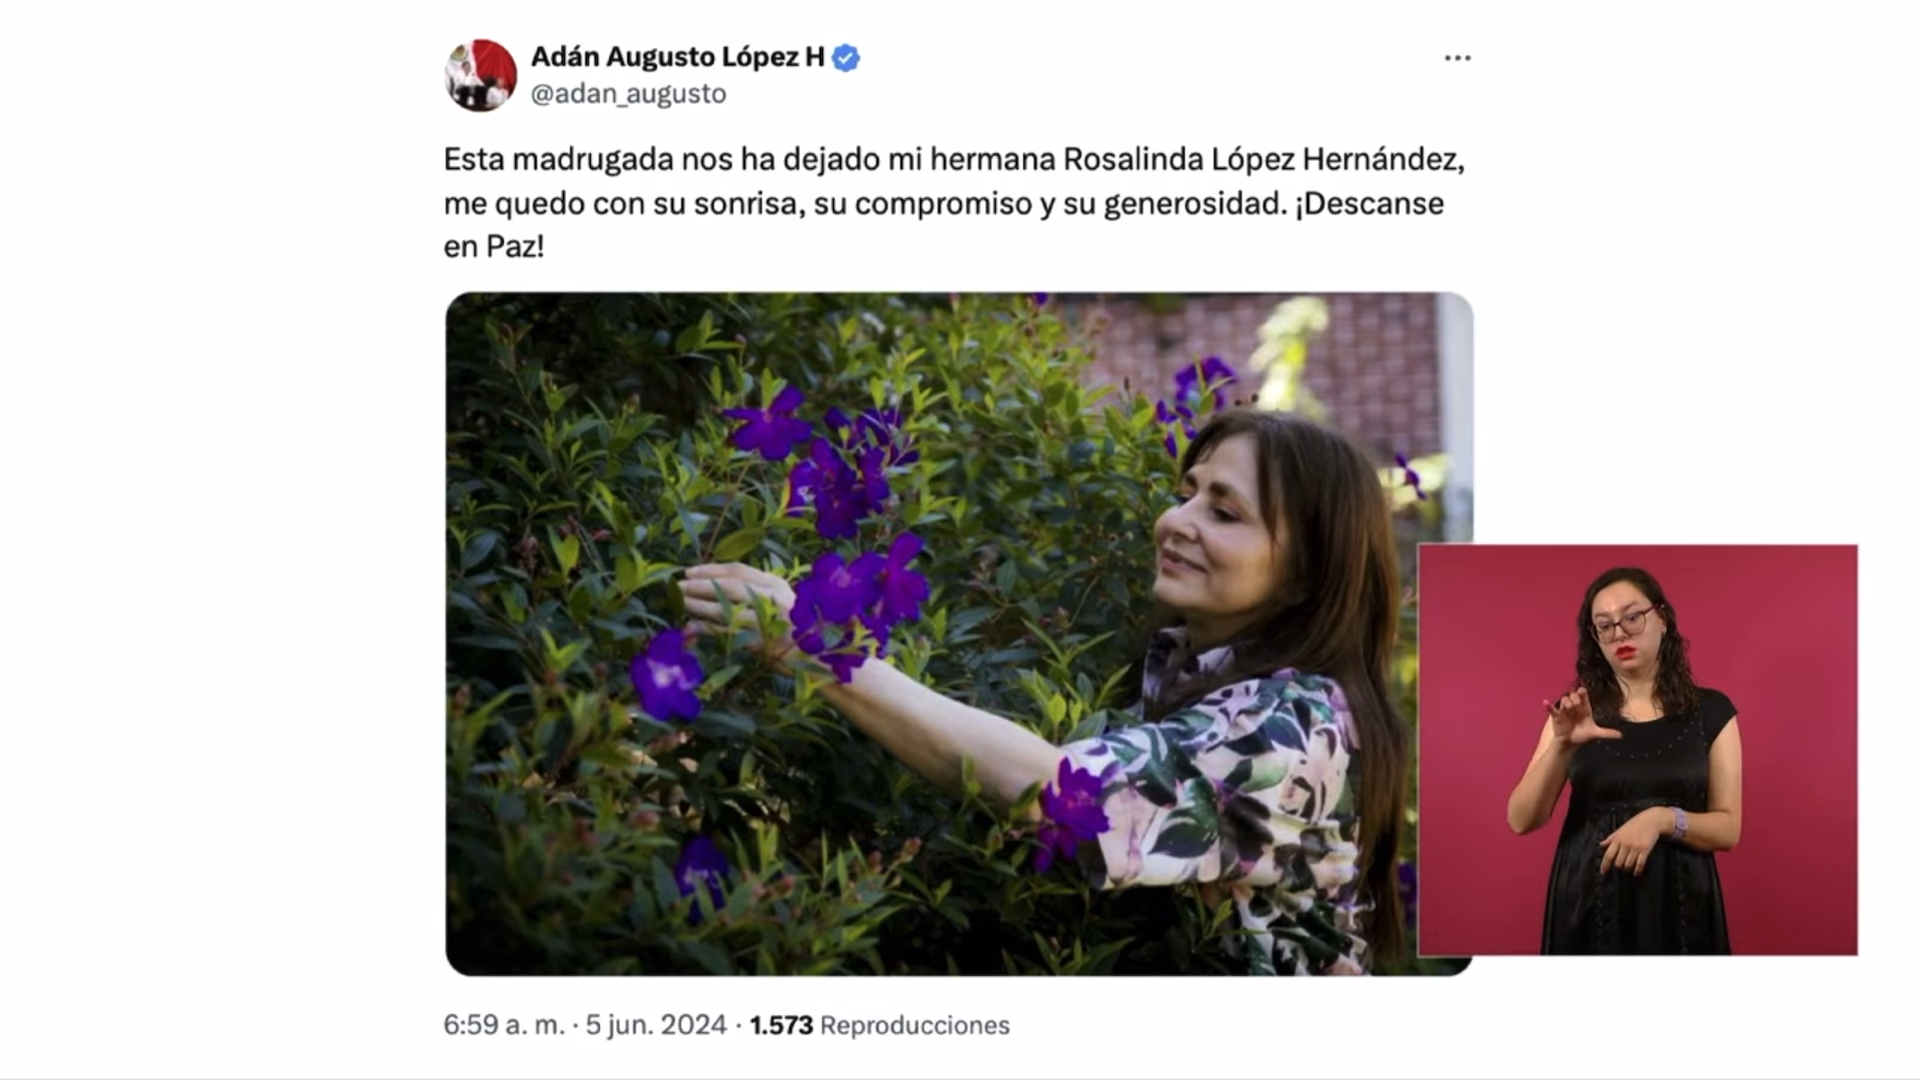 Adán Augusto López H
@adan_augusto
Esta madrugada nos ha dejado mi hermana Rosalinda López Hernández,
me quedo con su sonrisa, su compromiso y su generosidad. ¡Descanse
en Paz!
6:59 a. m. · 5 jun. 2024 · 1.573 Reproducciones